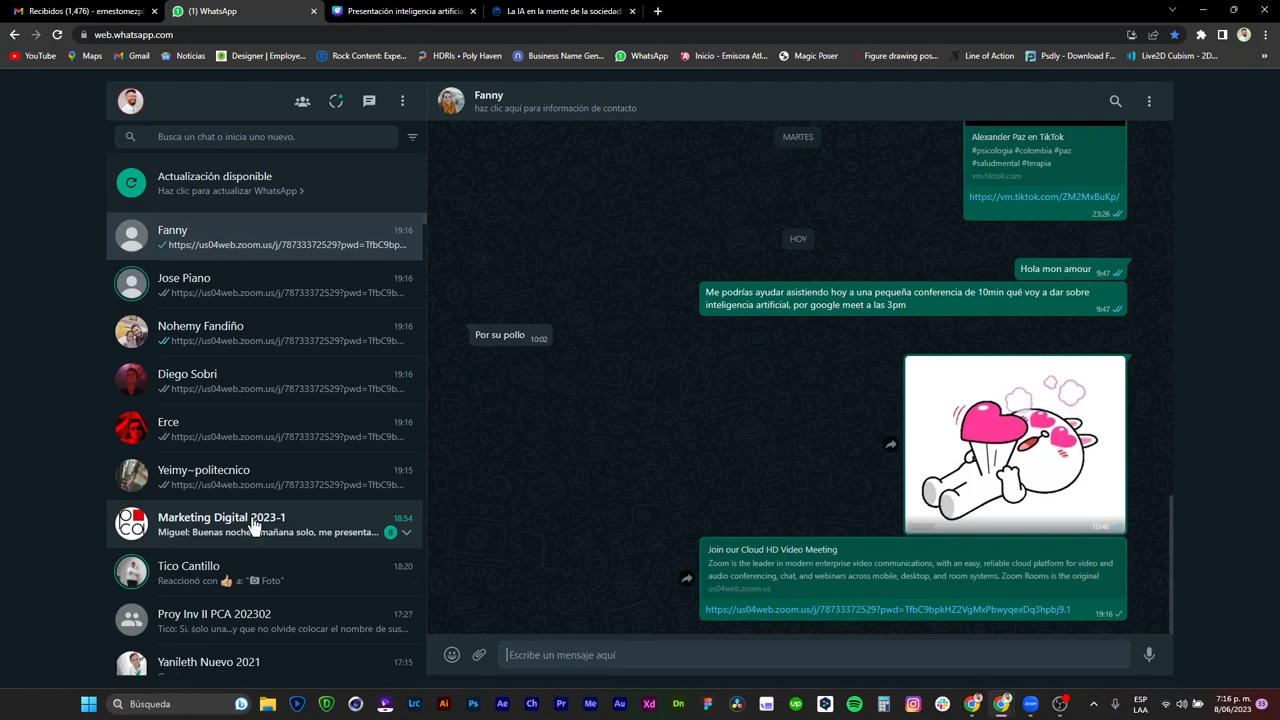 Recibidos (1,406) - ernestomezp
(1) WhatsApp
Presentación inteligencia artificia
La IA en la mente de la sociedad
web.whatsapp.com
YouTube
Maps
Gmail
Noticias
Designer | Employe...
Rock Content: Expe...
HDRIs • Poly Haven
Business Name Gen...
WhatsApp
Inicio - Emisora Atl...
Magic Poser
Figure drawing pos...
Line of Action
Psdly - Download F...
Live2D Cubism - 2D...
Busca un chat o inicia uno nuevo.
Actualización disponible
Haz clic para actualizar WhatsApp
Fanny
19:16
https://us04web.zoom.us/j/78733372529?pwd=TfbC9bp...
Jose Piano
19:16
https://us04web.zoom.us/j/78733372529?pwd=TfbC9b...
Nohemy Fandiño
19:16
https://us04web.zoom.us/j/78733372529?pwd=TfbC9b...
Diego Sobri
19:16
https://us04web.zoom.us/j/78733372529?pwd=TfbC9b...
Erce
19:16
https://us04web.zoom.us/j/78733372529?pwd=TfbC9b...
Yeimy~politecnico
19:15
https://us04web.zoom.us/j/78733372529?pwd=TfbC9b...
Marketing Digital 2023-1
18:54
Miguel: B noche mañana solo, me presenta...
Tico Cantillo
18:20
Reaccionó con 👍 a: "📷 Foto"
Proy Inv II PCA 202302
17:27
Tico: Si, solo una...y que no olvide colocar el nombre de sus...
Yanileth Nuevo 2021
17:15
Fanny
haz clic aquí para información de contacto
MARTES
Alexander Paz en TikTok
#psicologia #colombia #paz
#saludmental #terapia
vm.tiktok.com
https://vm.tiktok.com/ZM2MxBuKp/
23:26
HOY
Hola mon amour
9:47
Me podrías ayudar asistiendo hoy a una pequeña conferencia de 10min qué voy a dar sobre
inteligencia artificial, por google meet a las 3pm
9:47
Por su pollo
10:02
10:46
Join our Cloud HD Video Meeting
Zoom is the leader in modern enterprise video communications, with an easy, reliable cloud platform for video and
audio conferencing, chat, and webinars across mobile, desktop, and room systems. Zoom Rooms is the original
us04web.zoom.us
https://us04web.zoom.us/j/78733372529?pwd=TfbC9bpkHZ2VgMxPbwyqexDq3hpbj9.1
19:16
Escribe un mensaje aquí
Búsqueda
ESP
LAA
7:16 p. m.
8/06/2023